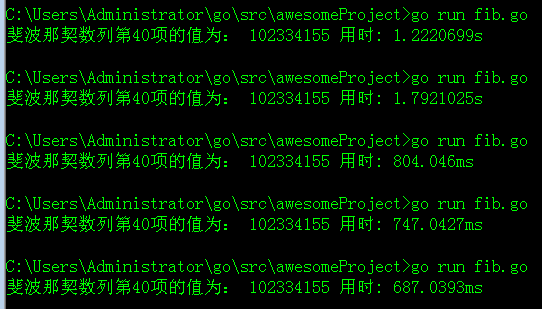 C:\Users\Administrator\go\src\awesomeProject>go run fib.go
斐波那契数列第40项的值为： 102334155 用时: 1.2220699s
C:\Users\Administrator\go\src\awesomeProject>go run fib.go
斐波那契数列第40项的值为： 102334155 用时: 1.7921025s
C:\Users\Administrator\go\src\awesomeProject>go run fib.go
斐波那契数列第40项的值为： 102334155 用时: 804.046ms
C:\Users\Administrator\go\src\awesomeProject>go run fib.go
斐波那契数列第40项的值为： 102334155 用时: 747.0427ms
C:\Users\Administrator\go\src\awesomeProject>go run fib.go
斐波那契数列第40项的值为： 102334155 用时: 687.0393ms